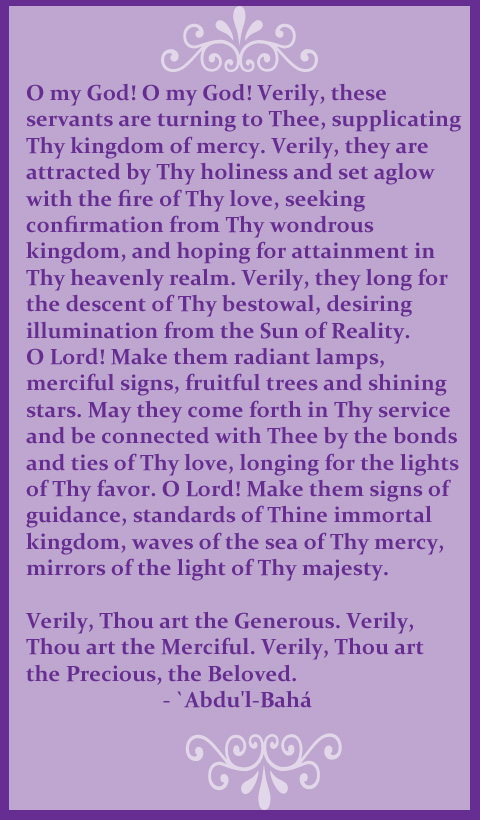 O my God! O my God! Verily, these
servants are turning to Thee, supplicating
Thy kingdom of mercy. Verily, they are
attracted by Thy holiness and set aglow
with the fire of Thy love, seeking
confirmation from Thy wondrous
kingdom, and hoping for attainment in
Thy heavenly realm. Verily, they long for
the descent of Thy bestowal, desiring
illumination from the Sun of Reality.
O Lord! Make them radiant lamps,
merciful signs, fruitful trees and shining
stars. May they come forth in Thy service
and be connected with Thee by the bonds
and ties of Thy love, longing for the lights
of Thy favor. O Lord! Make them signs of
guidance, standards of Thine immortal
kingdom, waves of the sea of Thy mercy,
mirrors of the light of Thy majesty.
Verily, Thou art the Generous. Verily,
Thou art the Merciful. Verily, Thou art
the Precious, the Beloved.
- `Abdu'l-Bahá